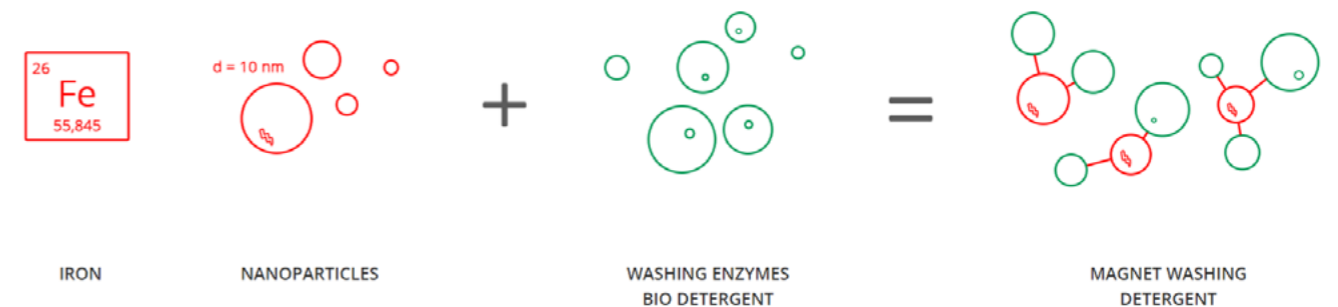 26
Fe
55,845
d = 10 nm
+
=
IRON
NANOPARTICLES
WASHING ENZYMES
BIO DETERGENT
MAGNET WASHING
DETERGENT